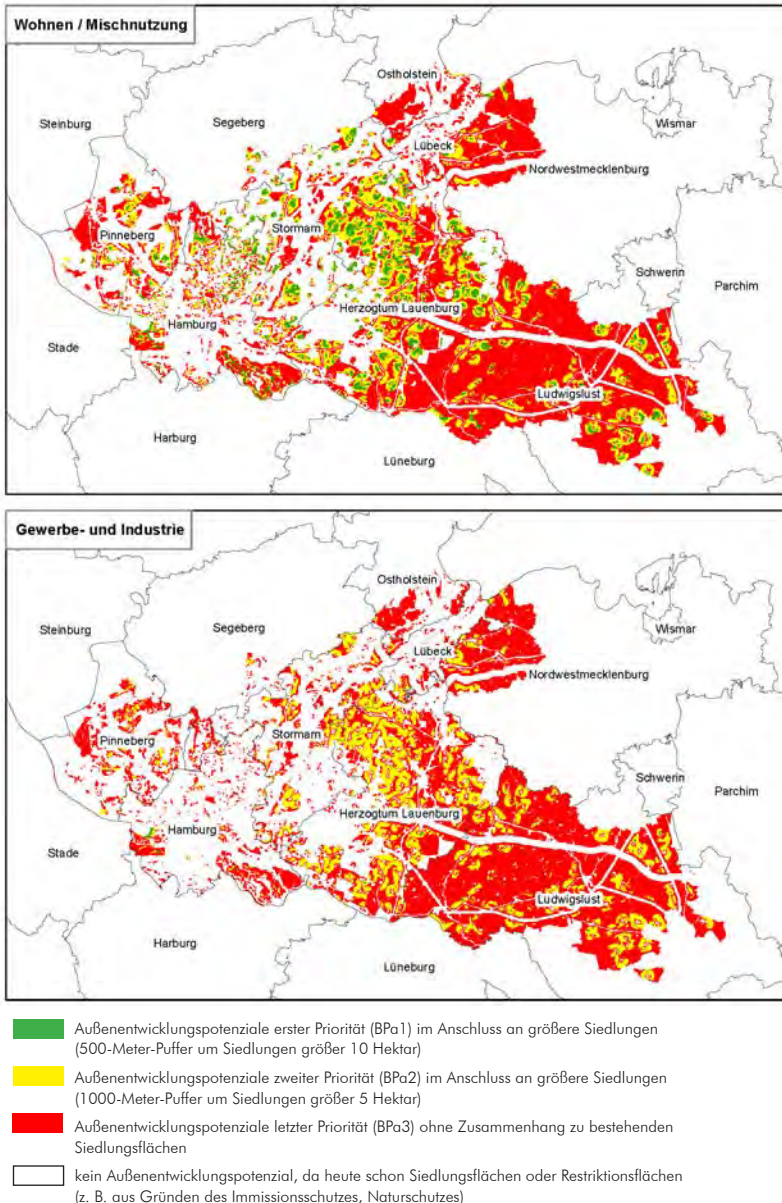 Wohnen / Mischnutzung
Ostholstein
Steinburg
Segeberg
Wismar
Lübeck
Nordwestmecklenburg
Pinneberg
Stormarn
Schwerin
Parchim
Herzogtum Lauenburg
Hamburg
Stade
Ludwigslust
Harburg
Lüneburg
Gewerbe- und Industrie
Ostholstein
Steinburg
Segeberg
Wismar
Lübeck
Nordwestmecklenburg
Pinneberg
Stormarn
Schwerin
Parchim
Herzogtum Lauenburg
Hamburg
Stade
Ludwigslust
Harburg
Lüneburg
Außenentwicklungspotenziale erster Priorität (BPa1) im Anschluss an größere Siedlungen
(500-Meter-Puffer um Siedlungen größer 10 Hektar)
Außenentwicklungspotenziale zweiter Priorität (BPa2) im Anschluss an größere Siedlungen
(1000-Meter-Puffer um Siedlungen größer 5 Hektar)
Außenentwicklungspotenziale letzter Priorität (BPa3) ohne Zusammenhang zu bestehenden
Siedlungsflächen
kein Außenentwicklungspotenzial, da heute schon Siedlungsflächen oder Restriktionsflächen
(z. B. aus Gründen des Immissionsschutzes, Naturschutzes)